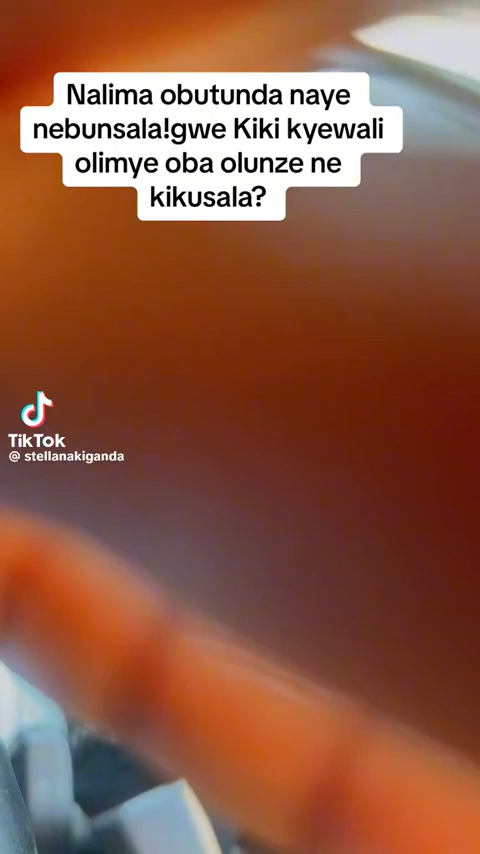 Nalima obutunda naye
nebunsala!gwe Kiki kyewali
olimye oba olunze ne
kikusala?
TikTok
@ stellanakiganda